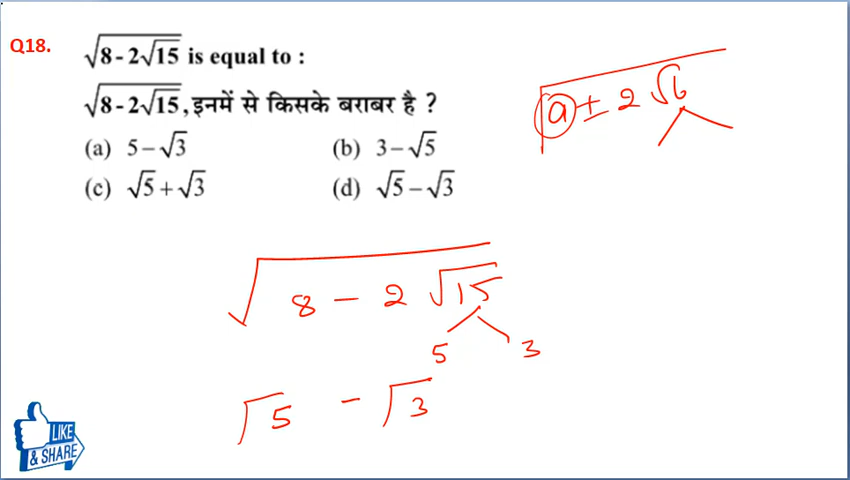 Q18. √(8 - 2√15) is equal to :
√(8 - 2√15), इनमें से किसके बराबर है ?
(a) 5 - √3 (b) 3 - √5
(c) √5 + √3 (d) √5 - √3
√(a ± 2√b)
√(8 - 2√15)
5 3
√5 - √3
LIKE
& SHARE